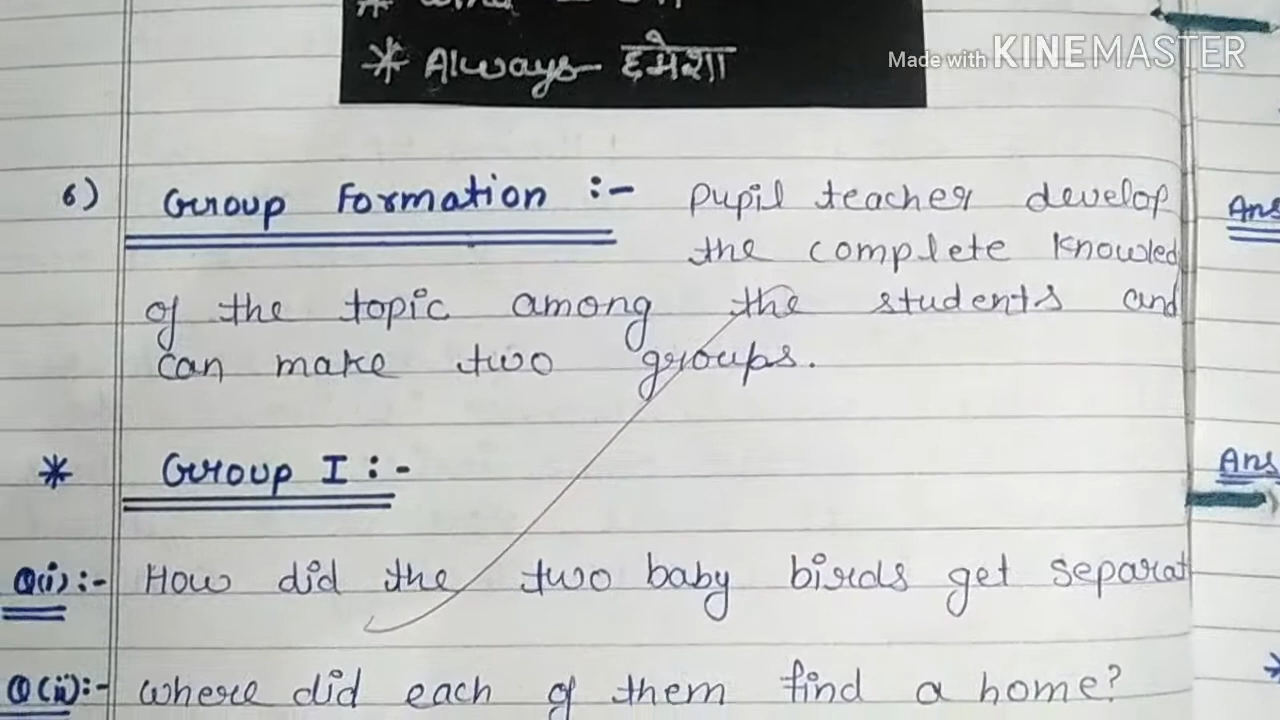 * Always- हमेशा
Made with KINEMASTER
6) Group Formation :- Pupil teacher develop
the complete Knowled
of the topic among the students and
can make two groups.
* Group I :-
Q(i):- How did the two baby birds get separat
Q(ii):- where did each of them find a home?
Ans
Ans